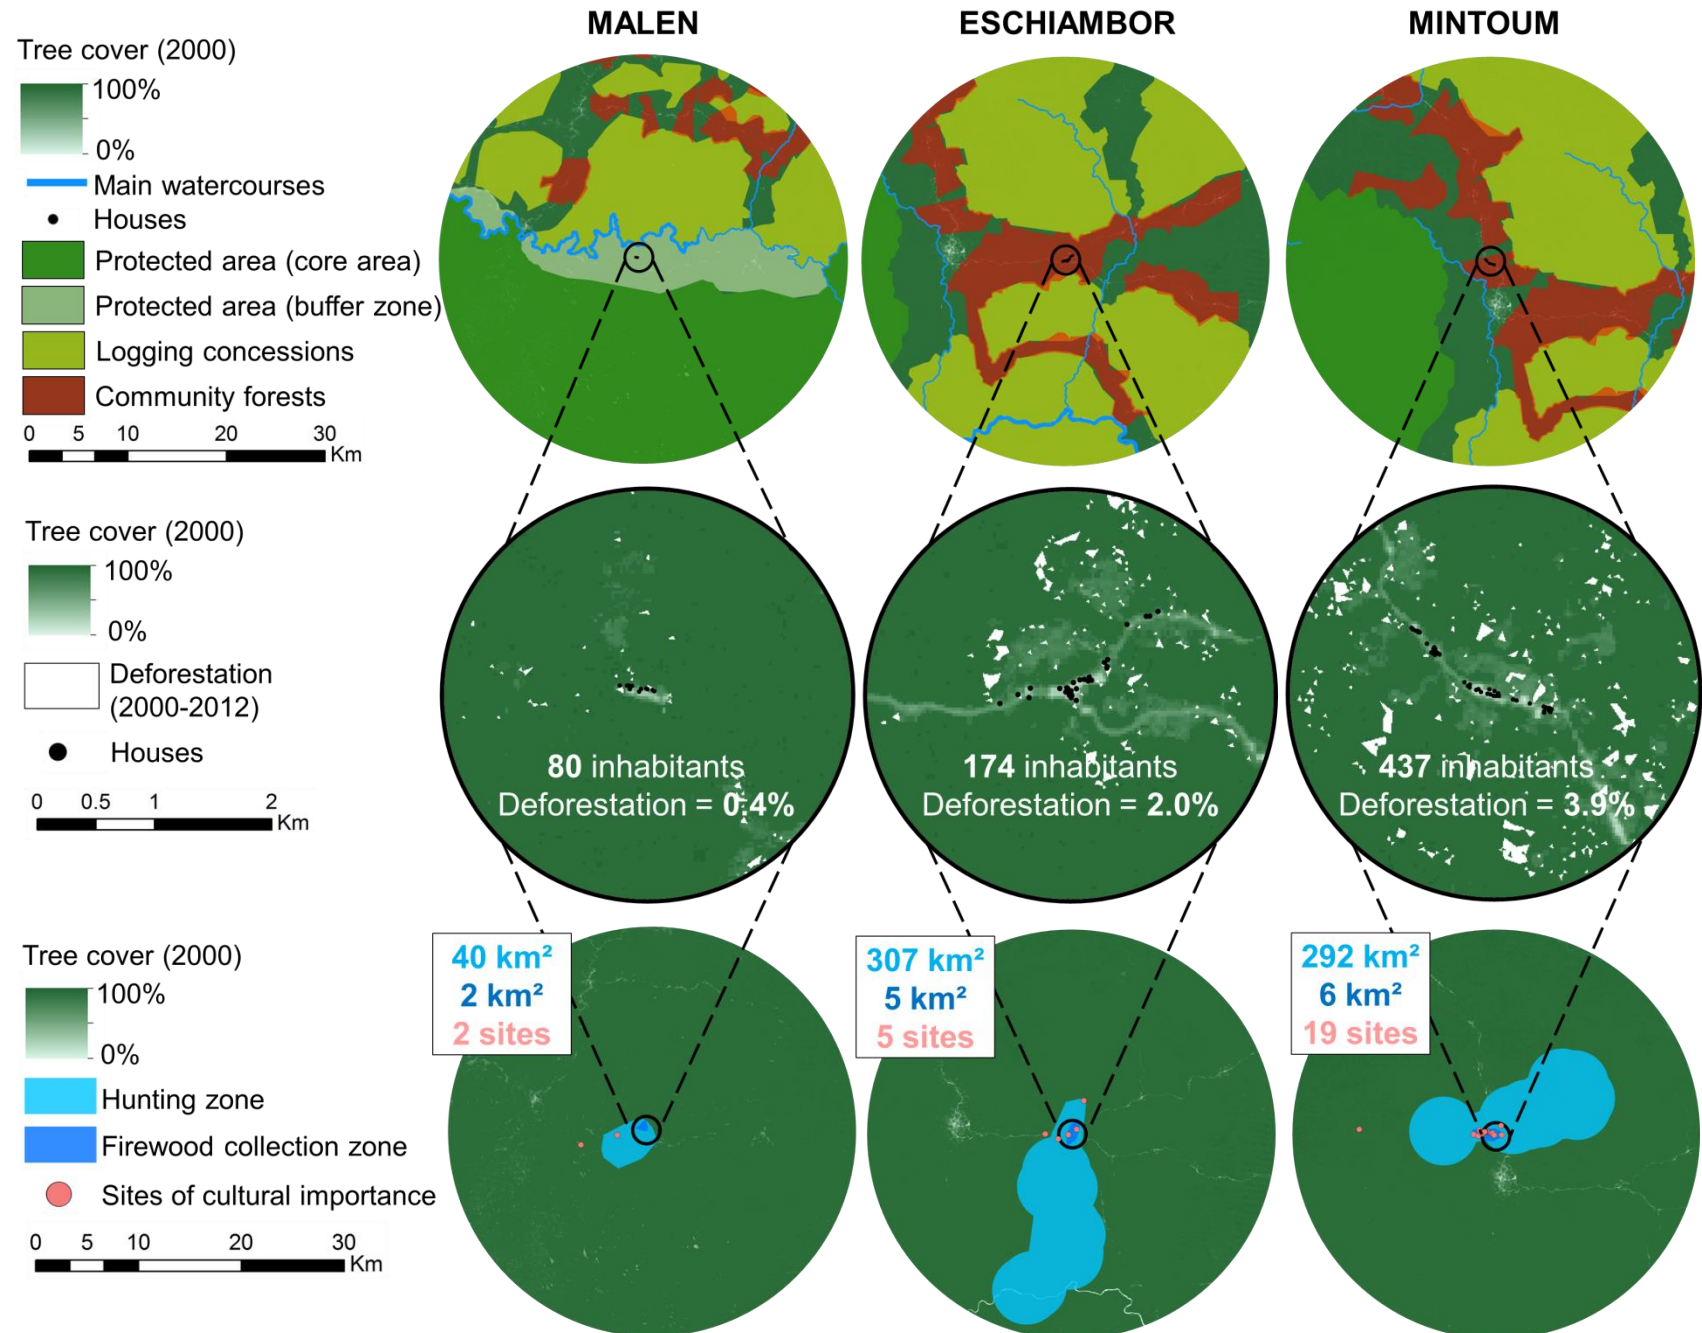 MALEN
ESCHIAMBOR
MINTOUM
Tree cover (2000)
100%
0%
Main watercourses
Houses
Protected area (core area)
Protected area (buffer zone)
Logging concessions
Community forests
0 5 10 20 30
Km
Tree cover (2000)
100%
0%
Deforestation
(2000-2012)
Houses
0 0.5 1 2
Km
80 inhabitants
Deforestation = 0.4%
174 inhabitants
Deforestation = 2.0%
437 inhabitants
Deforestation = 3.9%
Tree cover (2000)
100%
0%
Hunting zone
Firewood collection zone
Sites of cultural importance
0 5 10 20 30
Km
40 km²
2 km²
2 sites
307 km²
5 km²
5 sites
292 km²
6 km²
19 sites